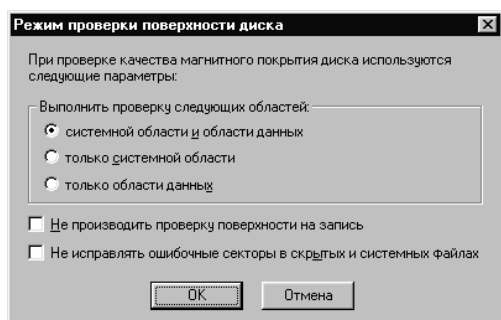 Режим проверки поверхности диска
При проверке качества магнитного покрытия диска используются
следующие параметры:
Выполнить проверку следующих областей:
системной области и области данных
только системной области
только области данных
Не производить проверку поверхности на запись
Не исправлять ошибочные секторы в скрытых и системных файлах
OK
Отмена